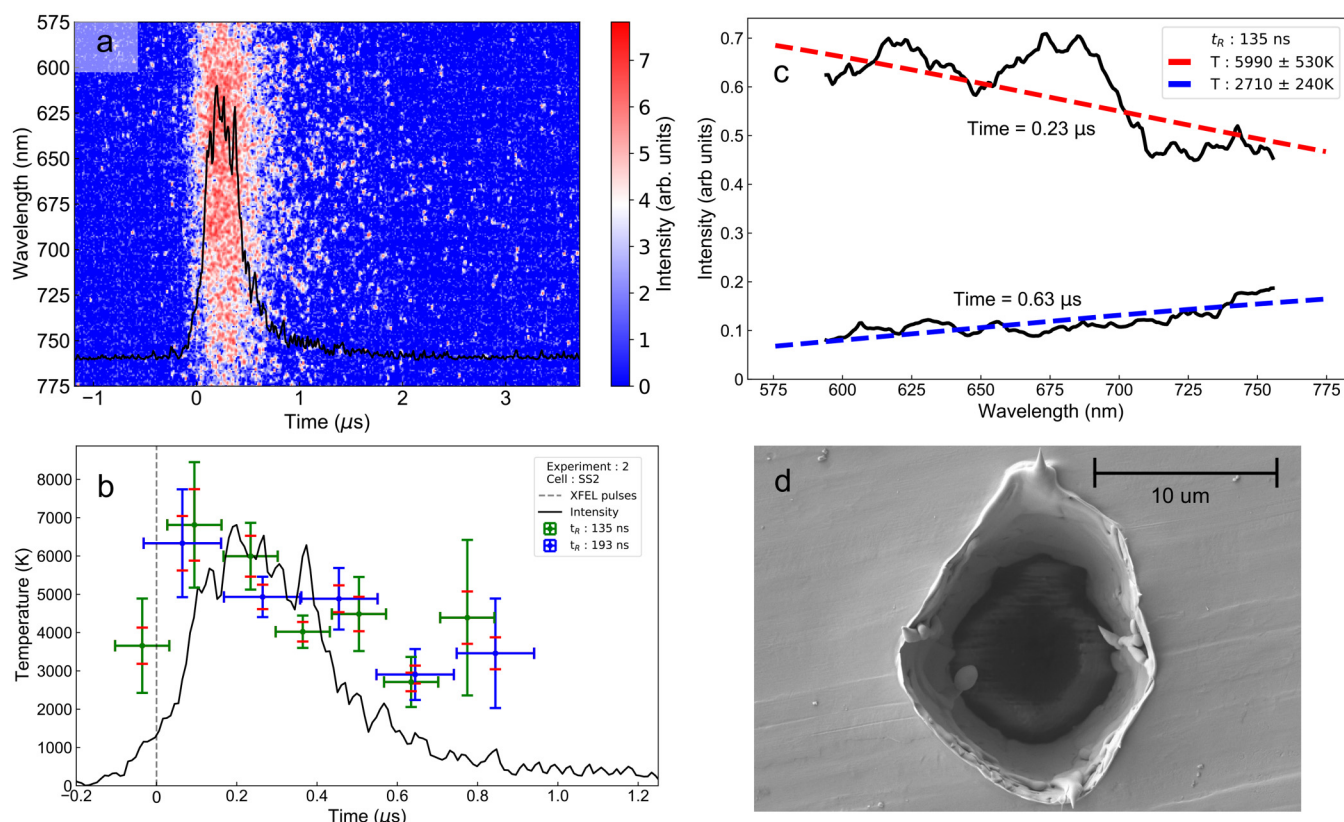 a
575
600
625
650
675
700
725
750
775
Wavelength (nm)
−1
0
1
2
3
Time (μs)
7
6
5
4
3
2
1
0
Intensity (arb. units)
c
t_R : 135 ns
T : 5990 ± 530K
T : 2710 ± 240K
Time = 0.23 μs
Time = 0.63 μs
0.7
0.6
0.5
0.4
0.3
0.2
0.1
0
Intensity (arb units)
575
600
625
650
675
700
725
750
775
Wavelength (nm)
b
Experiment : 2
Cell : SS2
XFEL pulses
Intensity
t_R : 135 ns
t_R : 193 ns
8000
7000
6000
5000
4000
3000
2000
1000
0
Temperature (K)
−0.2
0
0.2
0.4
0.6
0.8
1.0
1.2
Time (μs)
d
10 um